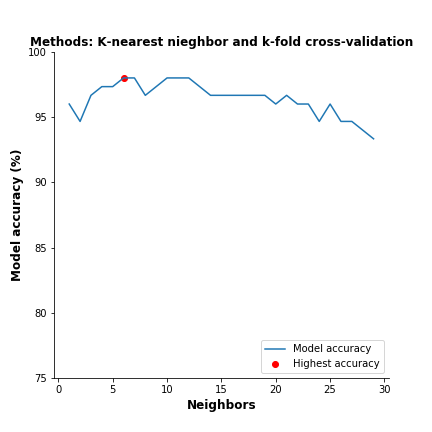 Methods: K-nearest nieghbor and k-fold cross-validation
100
95
90
85
80
75
Model accuracy (%)
0 5 10 15 20 25 30
Neighbors
Model accuracy
Highest accuracy